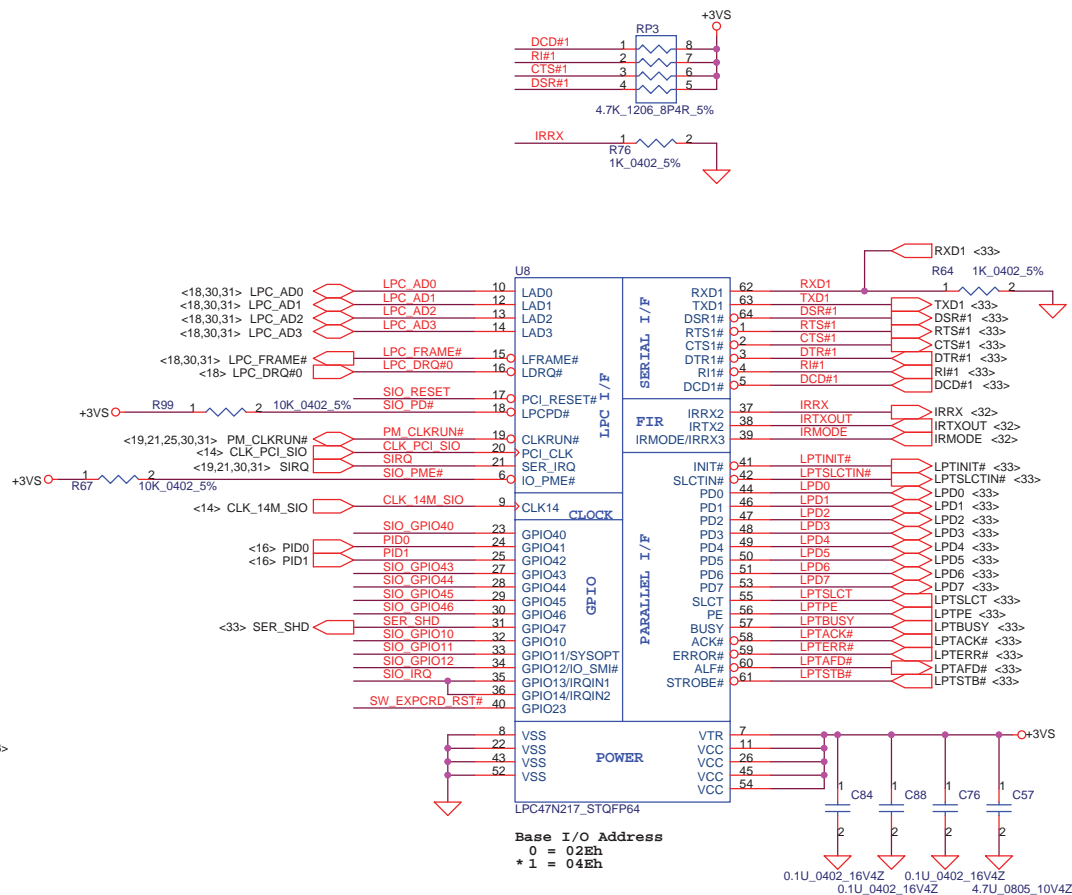 +3VS
RP3
DCD#1 1 8
RI#1 2 7
CTS#1 3 6
DSR#1 4 5
4.7K_1206_8P4R_5%
IRRX 1 2
R76
1K_0402_5%
RXD1 <33>
R64 1K_0402_5%
1 2
U8
LPC I/F
SERIAL I/F
FIR
CLOCK
GPIO
PARALLEL I/F
POWER
<18,30,31> LPC_AD0 LPC_AD0 10 LAD0
<18,30,31> LPC_AD1 LPC_AD1 12 LAD1
<18,30,31> LPC_AD2 LPC_AD2 13 LAD2
<18,30,31> LPC_AD3 LPC_AD3 14 LAD3
<18,30,31> LPC_FRAME# LPC_FRAME# 15 LFRAME#
<18> LPC_DRQ#0 LPC_DRQ#0 16 LDRQ#
SIO_RESET 17 PCI_RESET#
+3VS R99 1 2 10K_0402_5% SIO_PD# 18 LPCPD#
<19,21,25,30,31> PM_CLKRUN# PM_CLKRUN# 19 CLKRUN#
<14> CLK_PCI_SIO CLK_PCI_SIO 20 PCI_CLK
<19,21,30,31> SIRQ SIRQ 21 SER_IRQ
+3VS R67 1 2 10K_0402_5% SIO_PME# 6 IO_PME#
<14> CLK_14M_SIO CLK_14M_SIO 9 CLK14
SIO_GPIO40 23 GPIO40
<16> PID0 PID0 24 GPIO41
<16> PID1 PID1 25 GPIO42
SIO_GPIO43 27 GPIO43
SIO_GPIO44 28 GPIO44
SIO_GPIO45 29 GPIO45
SIO_GPIO46 30 GPIO46
<33> SER_SHD SER_SHD 31 GPIO47
SIO_GPIO10 32 GPIO10
SIO_GPIO11 33 GPIO11/SYSOPT
SIO_GPIO12 34 GPIO12/IO_SMI#
SIO_IRQ 35 GPIO13/IRQIN1
36 GPIO14/IRQIN2
SW_EXPCRD_RST# 40 GPIO23
8 VSS
22 VSS
43 VSS
52 VSS
RXD1 62 RXD1
TXD1 63 TXD1 TXD1 <33>
DSR1# 64 DSR#1 DSR#1 <33>
RTS1# 1 RTS#1 RTS#1 <33>
CTS1# 2 CTS#1 CTS#1 <33>
DTR1# 3 DTR#1 DTR#1 <33>
RI1# 4 RI#1 RI#1 <33>
DCD1# 5 DCD#1 DCD#1 <33>
IRRX2 37 IRRX IRRX <32>
IRTX2 38 IRTXOUT IRTXOUT <32>
IRMODE/IRRX3 39 IRMODE IRMODE <32>
INIT# 41 LPTINIT# LPTINIT# <33>
SLCTIN# 42 LPTSLCTIN# LPTSLCTIN# <33>
PD0 44 LPD0 LPD0 <33>
PD1 46 LPD1 LPD1 <33>
PD2 47 LPD2 LPD2 <33>
PD3 48 LPD3 LPD3 <33>
PD4 49 LPD4 LPD4 <33>
PD5 50 LPD5 LPD5 <33>
PD6 51 LPD6 LPD6 <33>
PD7 53 LPD7 LPD7 <33>
SLCT 55 LPTSLCT LPTSLCT <33>
PE 56 LPTPE LPTPE <33>
BUSY 57 LPTBUSY LPTBUSY <33>
ACK# 58 LPTACK# LPTACK# <33>
ERROR# 59 LPTERR# LPTERR# <33>
ALF# 60 LPTAFD# LPTAFD# <33>
STROBE# 61 LPTSTB# LPTSTB# <33>
VTR 7 +3VS
VCC 11
VCC 26
VCC 45
VCC 54
LPC47N217_STQFP64
1 C84 1 C88 1 C76 1 C57
2 2 2 2
0.1U_0402_16V4Z 0.1U_0402_16V4Z
0.1U_0402_16V4Z 4.7U_0805_10V4Z
Base I/O Address
0 = 02Eh
* 1 = 04Eh